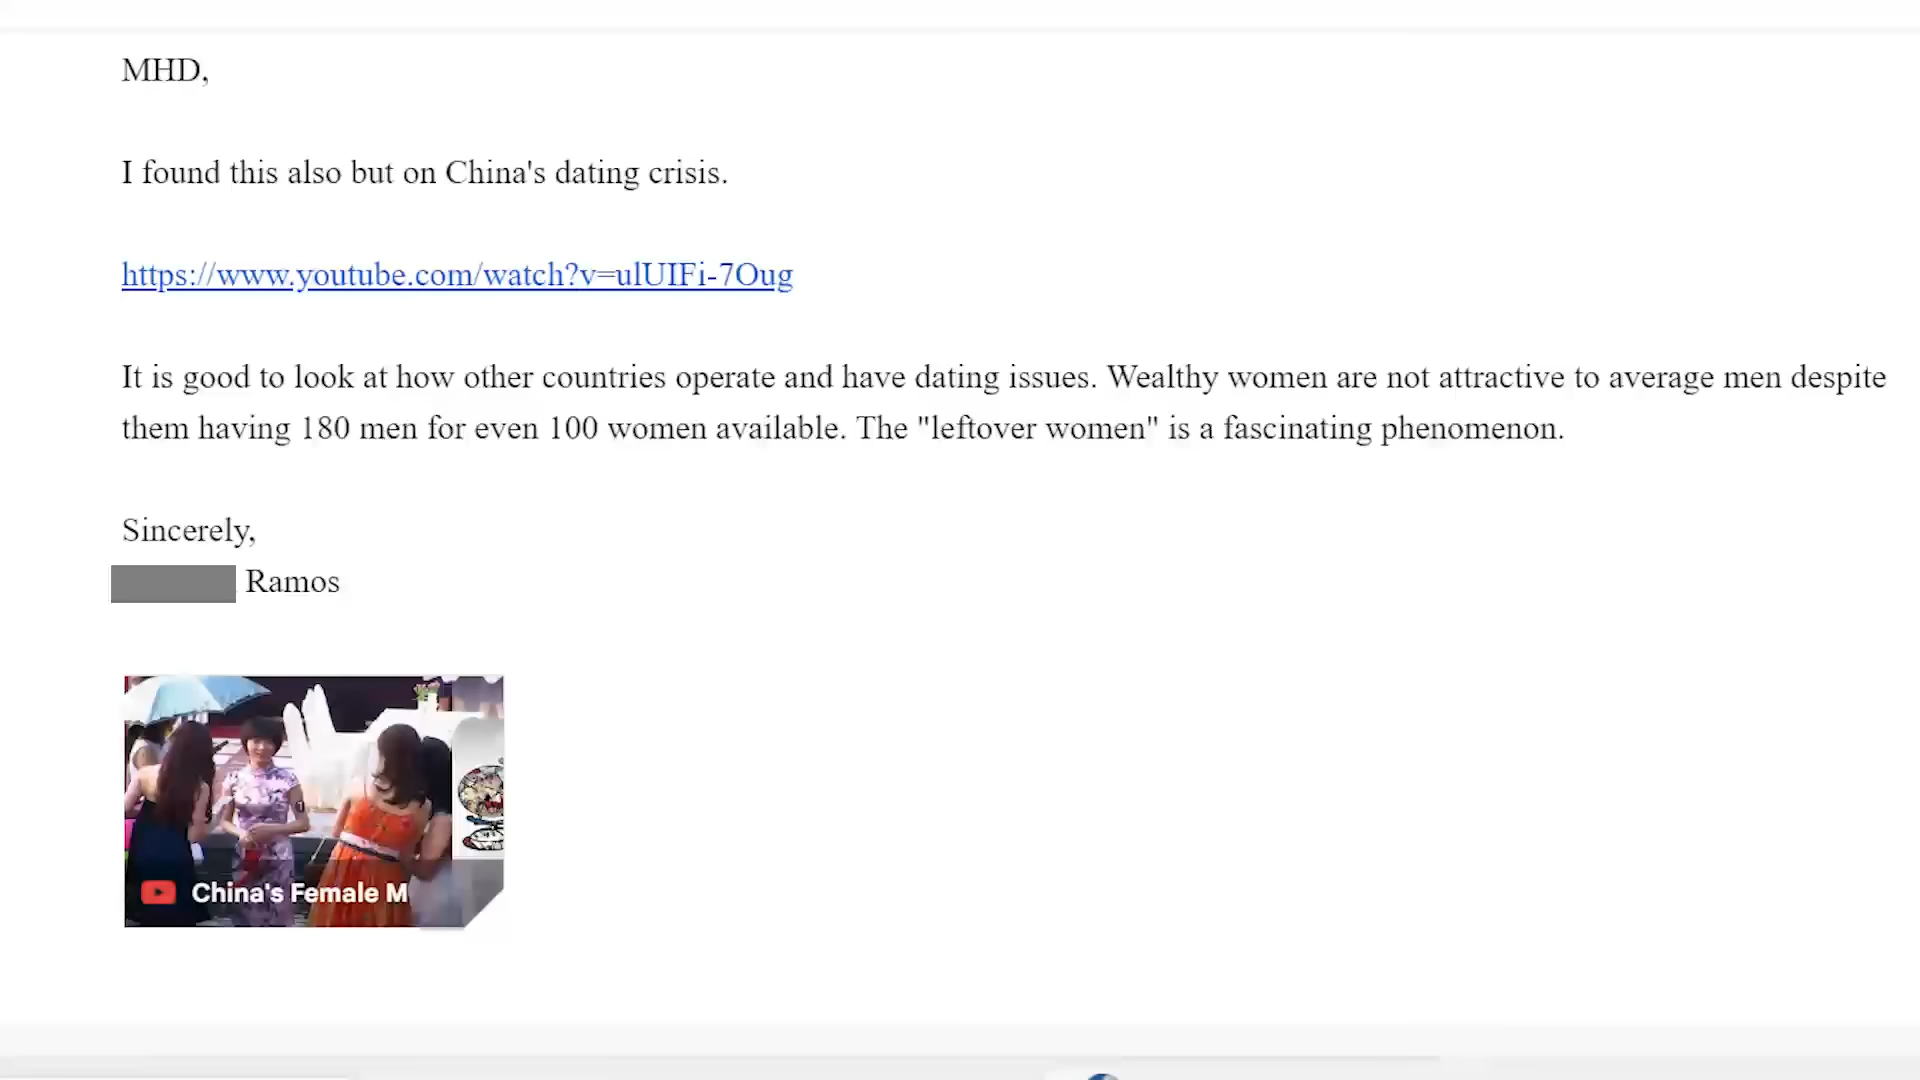 MHD,
I found this also but on China's dating crisis.
https://www.youtube.com/watch?v=ulUIFi-7Oug
It is good to look at how other countries operate and have dating issues. Wealthy women are not attractive to average men despite
them having 180 men for even 100 women available. The "leftover women" is a fascinating phenomenon.
Sincerely,
Ramos
China's Female M